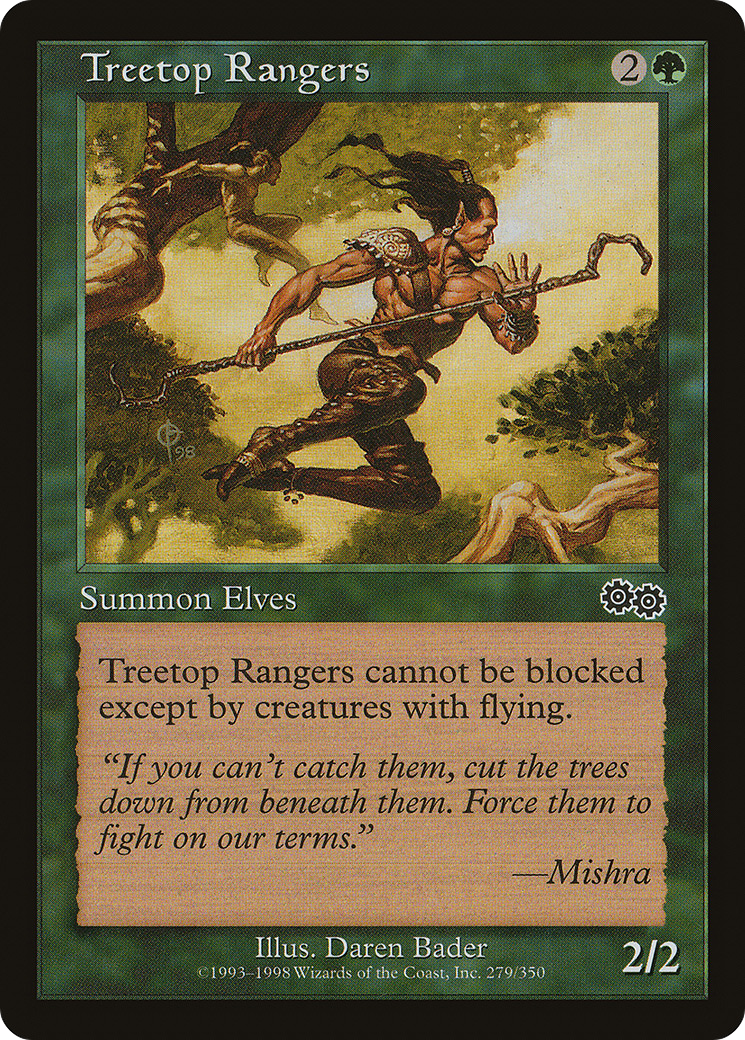 Treetop Rangers 2
98
Summon Elves
Treetop Rangers cannot be blocked
except by creatures with flying.
“If you can’t catch them, cut the trees
down from beneath them. Force them to
fight on our terms.”
—Mishra
Illus. Daren Bader
©1993–1998 Wizards of the Coast, Inc. 279/350
2/2